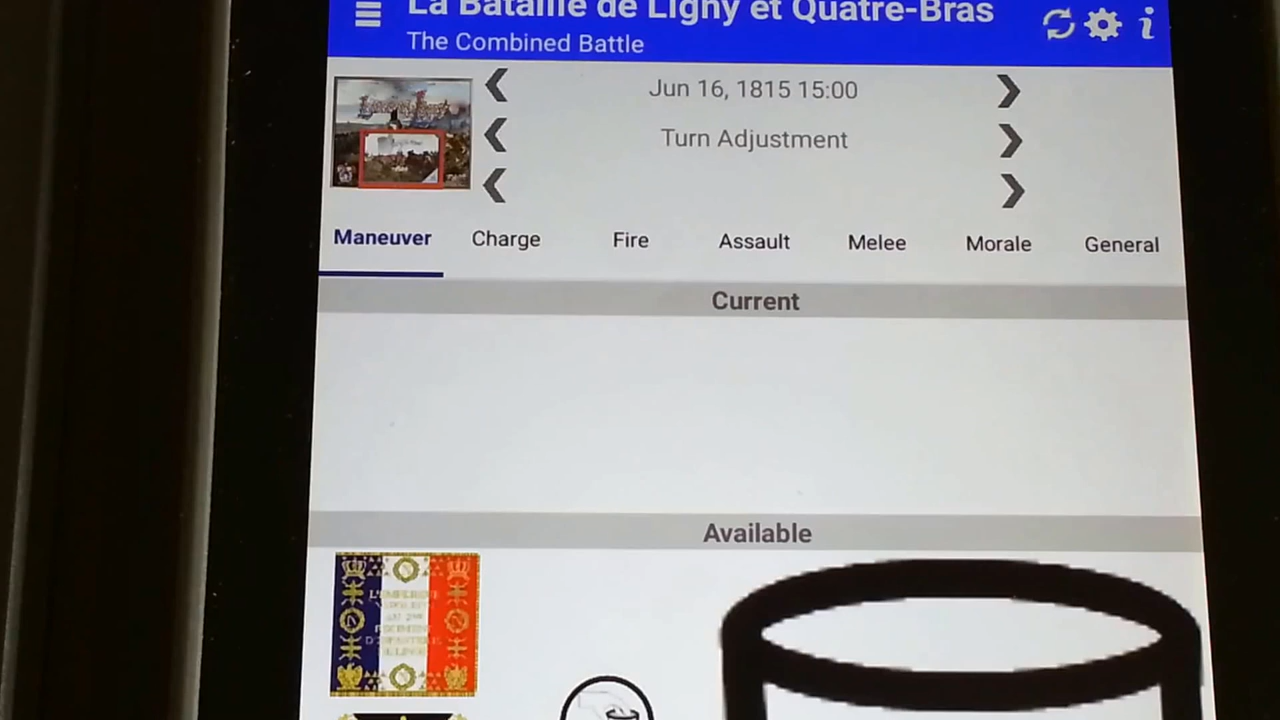 La Bataille de Ligny et Quatre-Bras
The Combined Battle
Jun 16, 1815 15:00
Turn Adjustment
Maneuver Charge Fire Assault Melee Morale General
Current
Available